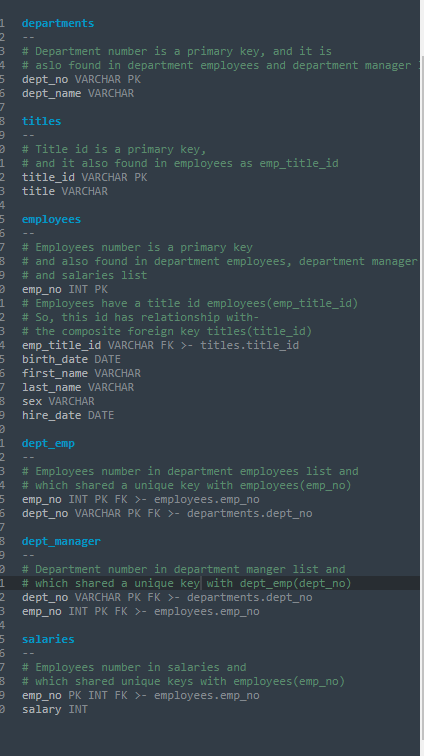 1 departments
2 --
3 # Department number is a primary key, and it is
4 # aslo found in department employees and department manager
5 dept_no VARCHAR PK
6 dept_name VARCHAR
7
8 titles
9 --
0 # Title id is a primary key,
1 # and it also found in employees as emp_title_id
2 title_id VARCHAR PK
3 title VARCHAR
4
5 employees
6 --
7 # Employees number is a primary key
8 # and also found in department employees, department manager
9 # and salaries list
0 emp_no INT PK
1 # Employees have a title id employees(emp_title_id)
2 # So, this id has relationship with-
3 # the composite foreign key titles(title_id)
4 emp_title_id VARCHAR FK >- titles.title_id
5 birth_date DATE
6 first_name VARCHAR
7 last_name VARCHAR
8 sex VARCHAR
9 hire_date DATE
0
1 dept_emp
2 --
3 # Employees number in department employees list and
4 # which shared a unique key with employees(emp_no)
5 emp_no INT PK FK >- employees.emp_no
6 dept_no VARCHAR PK FK >- departments.dept_no
7
8 dept_manager
9 --
0 # Department number in department manger list and
1 # which shared a unique key with dept_emp(dept_no)
2 dept_no VARCHAR PK FK >- departments.dept_no
3 emp_no INT PK FK >- employees.emp_no
4
5 salaries
6 --
7 # Employees number in salaries and
8 # which shared unique keys with employees(emp_no)
9 emp_no PK INT FK >- employees.emp_no
0 salary INT